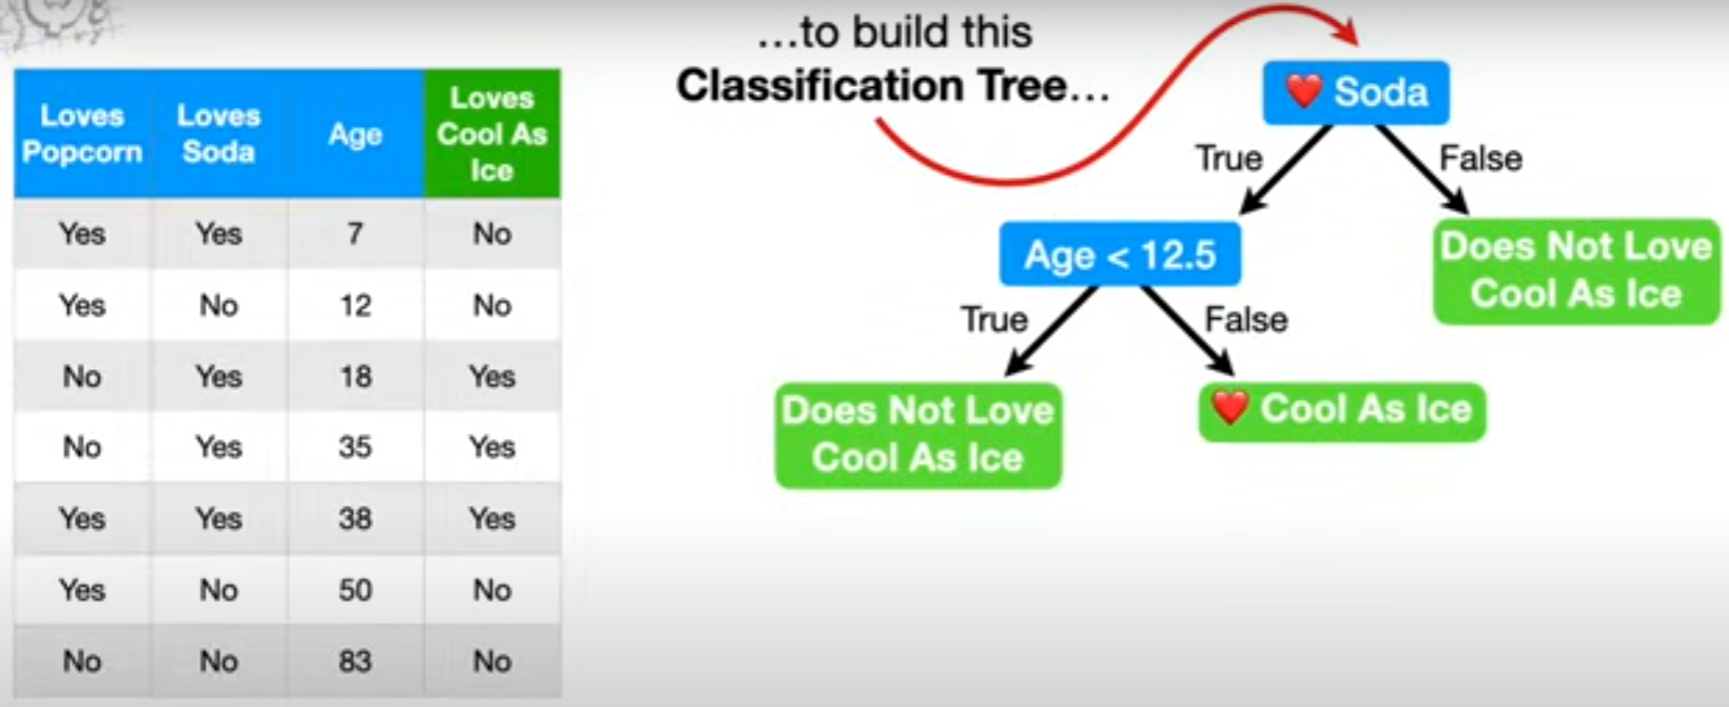 ...to build this
Classification Tree...
Loves Popcorn Loves Soda Age Loves Cool As Ice
Yes Yes 7 No
Yes No 12 No
No Yes 18 Yes
No Yes 35 Yes
Yes Yes 38 Yes
Yes No 50 No
No No 83 No
❤️ Soda
True False
Age < 12.5
Does Not Love
Cool As Ice
True False
Does Not Love
Cool As Ice
❤️ Cool As Ice